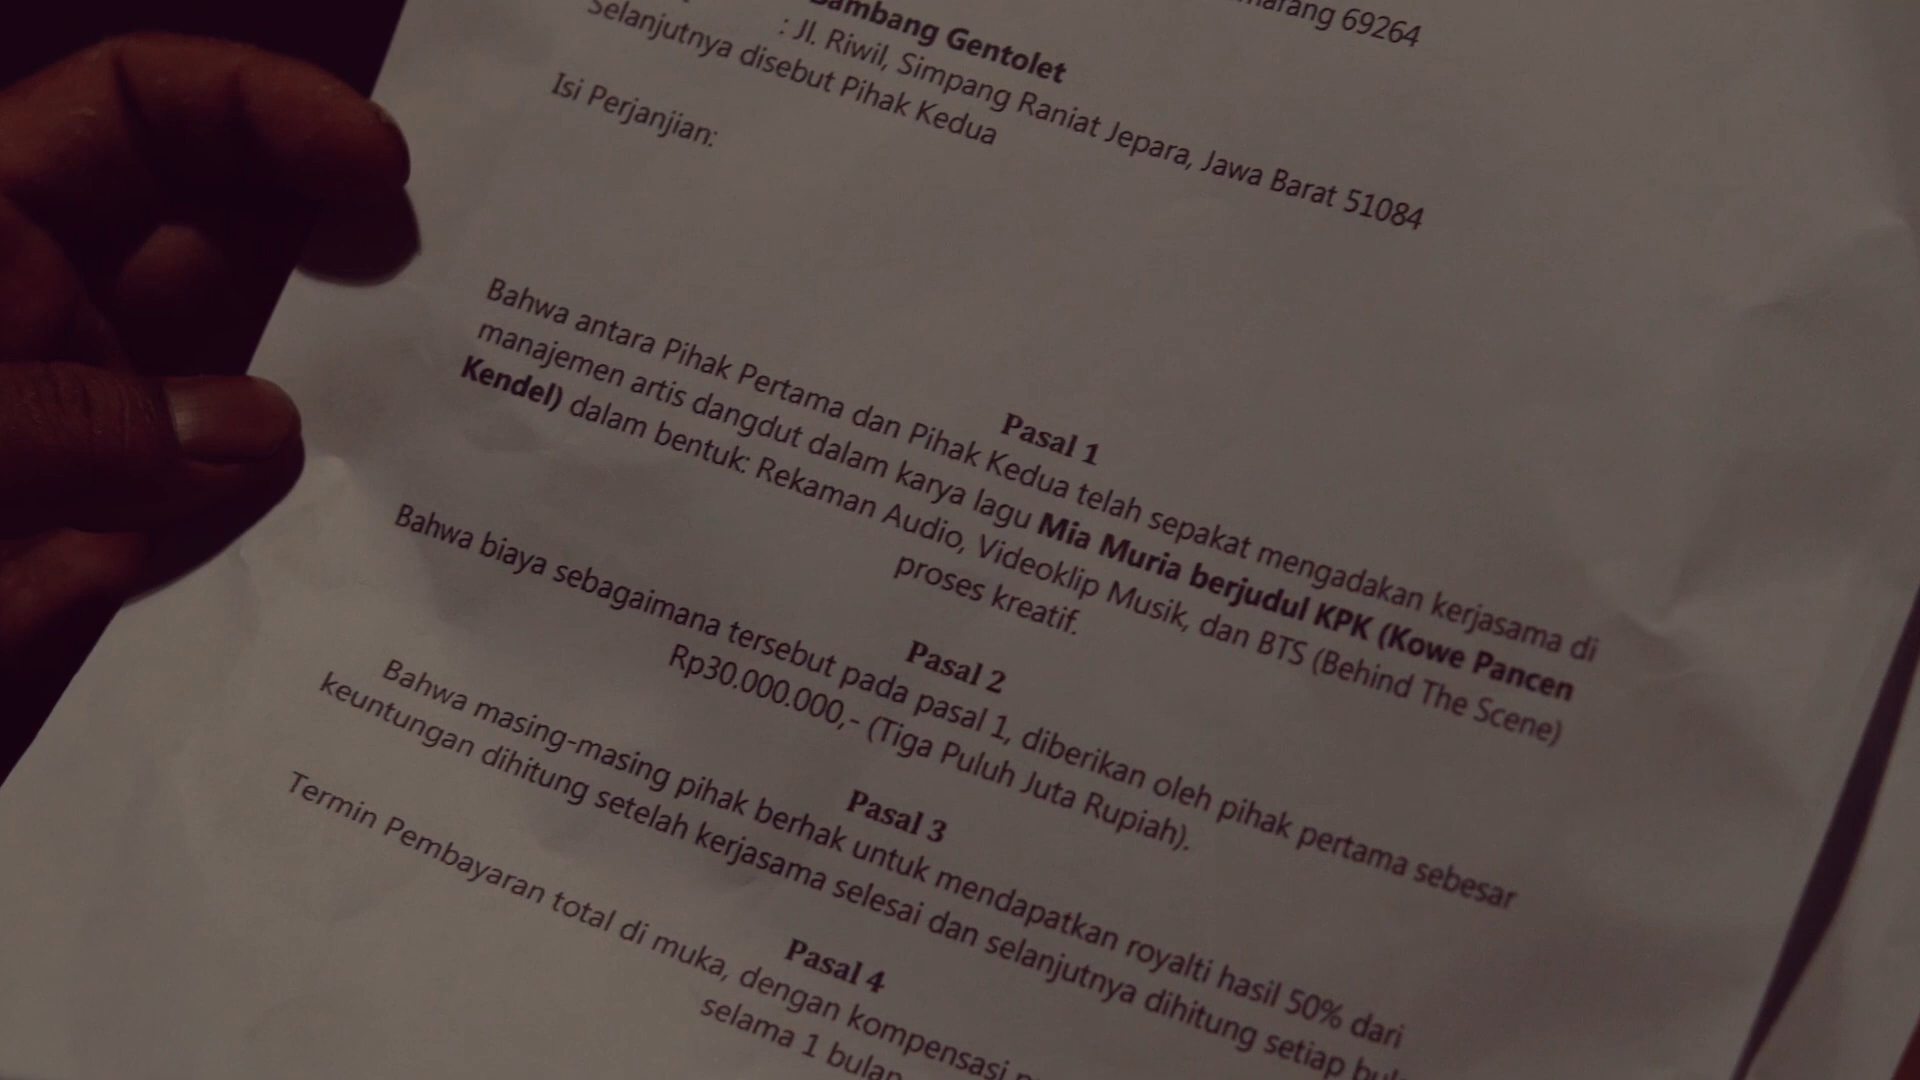 marang 69264
Bambang Gentolet
: Jl. Riwil, Simpang Raniat Jepara, Jawa Barat 51084
Selanjutnya disebut Pihak Kedua
Isi Perjanjian:
Pasal 1
Bahwa antara Pihak Pertama dan Pihak Kedua telah sepakat mengadakan kerjasama di
manajemen artis dangdut dalam karya lagu Mia Muria berjudul KPK (Kowe Pancen
Kendel) dalam bentuk: Rekaman Audio, Videoklip Musik, dan BTS (Behind The Scene)
proses kreatif.
Pasal 2
Bahwa biaya sebagaimana tersebut pada pasal 1, diberikan oleh pihak pertama sebesar
Rp30.000.000,- (Tiga Puluh Juta Rupiah).
Pasal 3
Bahwa masing-masing pihak berhak untuk mendapatkan royalti hasil 50% dari
keuntungan dihitung setelah kerjasama selesai dan selanjutnya dihitung setiap
Pasal 4
Termin Pembayaran total di muka, dengan kompensasi
selama 1 bulan